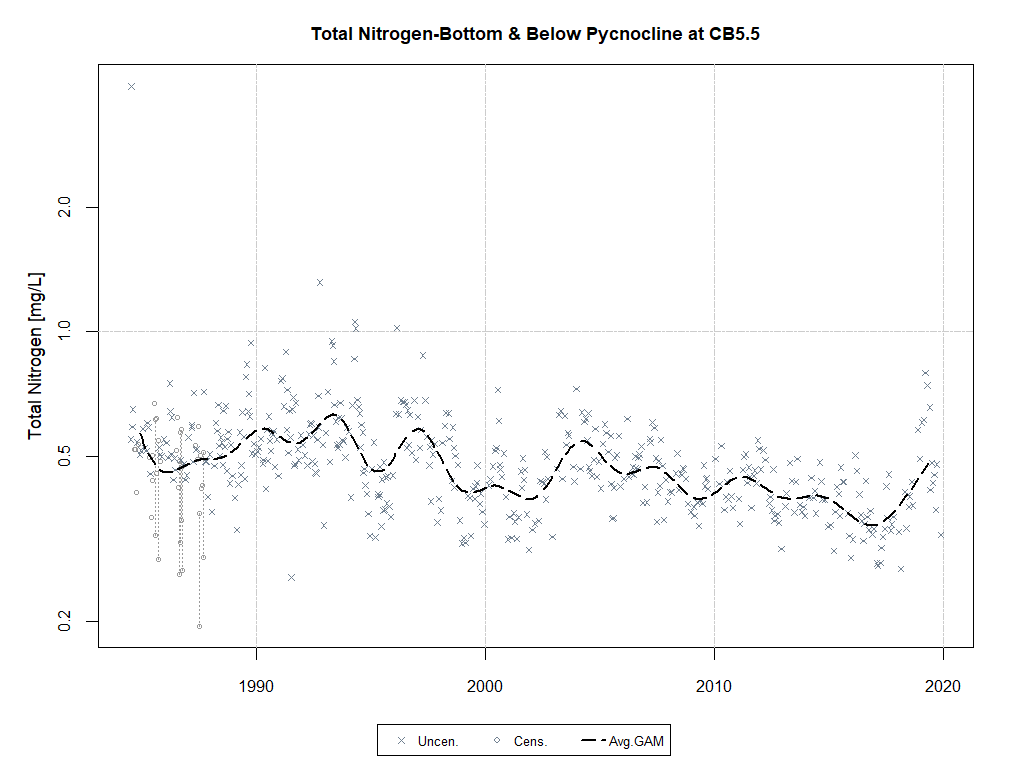 Total Nitrogen-Bottom & Below Pycnocline at CB5.5
Total Nitrogen [mg/L]
2.0
1.0
0.5
0.2
1990 2000 2010 2020
Uncen. Cens. Avg.GAM